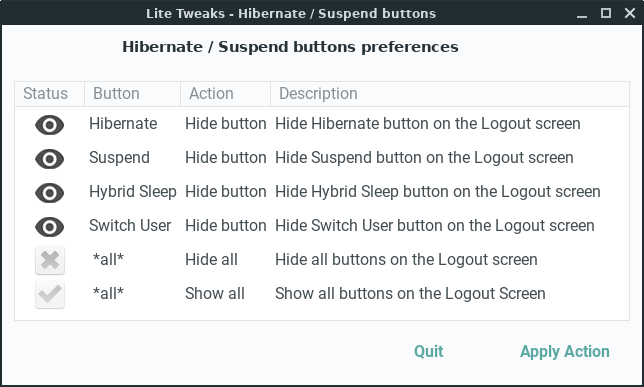 Lite Tweaks - Hibernate / Suspend buttons
Hibernate / Suspend buttons preferences
Status Button Action Description
Hibernate Hide button Hide Hibernate button on the Logout screen
Suspend Hide button Hide Suspend button on the Logout screen
Hybrid Sleep Hide button Hide Hybrid Sleep button on the Logout screen
Switch User Hide button Hide Switch User button on the Logout screen
*all* Hide all Hide all buttons on the Logout screen
*all* Show all Show all buttons on the Logout Screen
Quit Apply Action